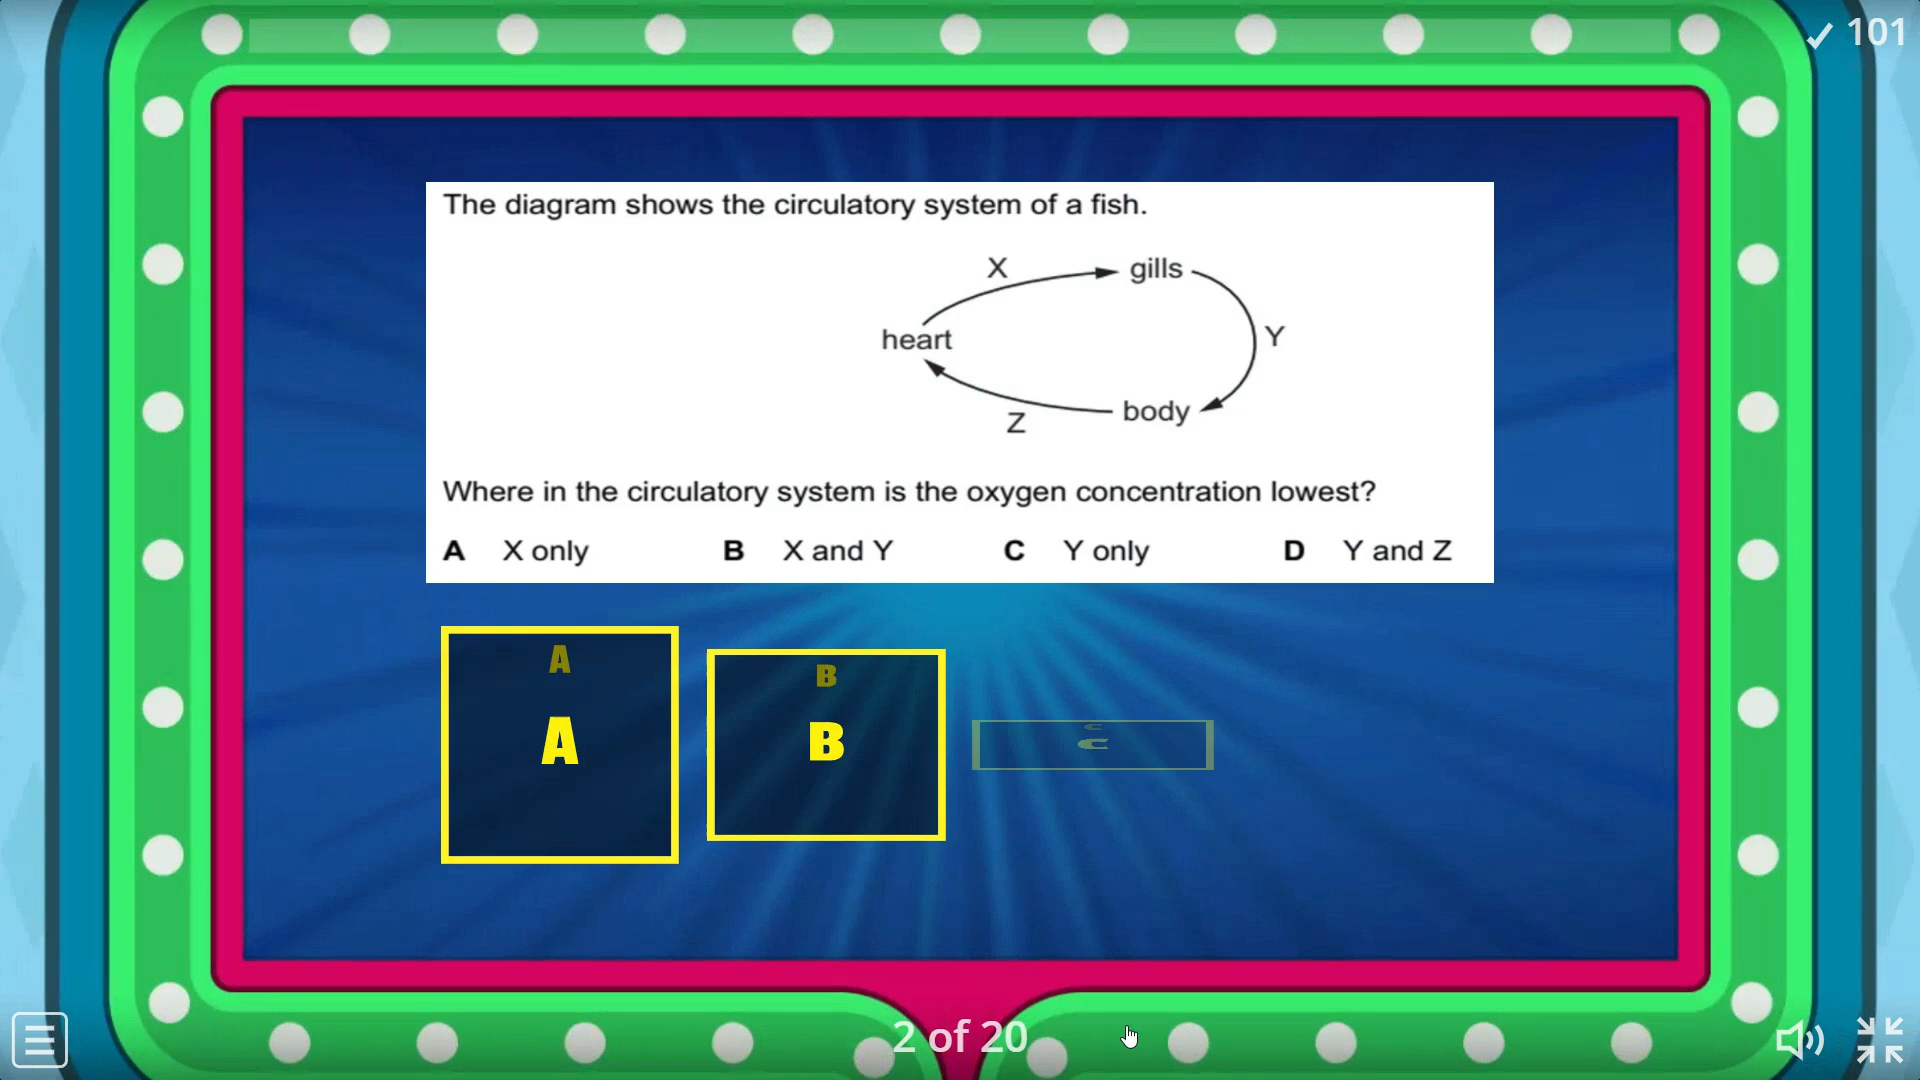 101
The diagram shows the circulatory system of a fish.
X
gills
heart
Y
Z
body
Where in the circulatory system is the oxygen concentration lowest?
A X only B X and Y C Y only D Y and Z
A
A
B
B
C
C
2 of 20